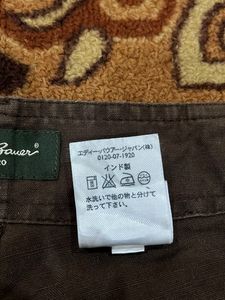 Bauer®
エディー・バウアー・ジャパン(株)
0120-07-1920
インド製
水洗いで他の物と分けて
洗って下さい。